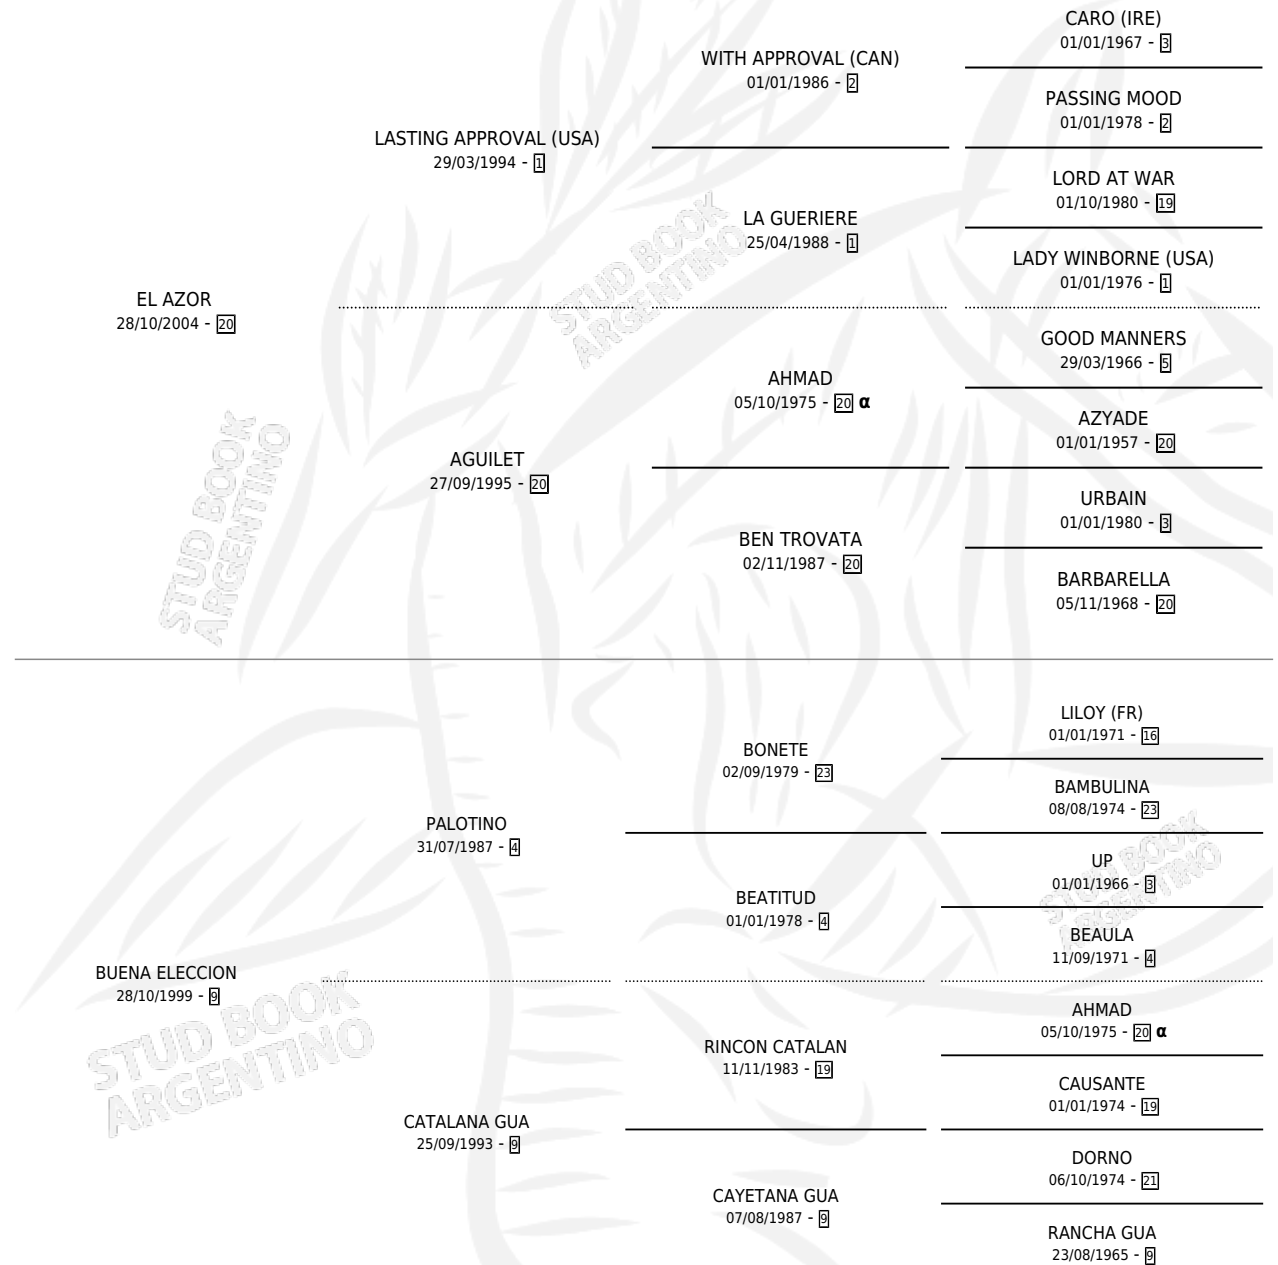 CARO (IRE)
01/01/1967 - 3
WITH APPROVAL (CAN)
01/01/1986 - 2
PASSING MOOD
01/01/1978 - 2
LASTING APPROVAL (USA)
29/03/1994 - 1
LORD AT WAR
01/10/1980 - 19
LA GUERIERE
25/04/1988 - 1
LADY WINBORNE (USA)
01/01/1976 - 1
EL AZOR
28/10/2004 - 20
STUD BOOK
ARGENTINO
GOOD MANNERS
29/03/1966 - 5
AHMAD
05/10/1975 - 20 α
AZYADE
01/01/1957 - 20
AGUILET
27/09/1995 - 20
URBAIN
01/01/1980 - 3
BEN TROVATA
02/11/1987 - 20
BARBARELLA
05/11/1968 - 20
STUD BOOK
ARGENTINO
LILOY (FR)
01/01/1971 - 16
BONETE
02/09/1979 - 23
BAMBULINA
08/08/1974 - 23
PALOTINO
31/07/1987 - 4
UP
01/01/1966 - 3
BEATITUD
01/01/1978 - 4
BEAULA
11/09/1971 - 4
STUD BOOK
ARGENTINO
BUENA ELECCION
28/10/1999 - 9
STUD BOOK
ARGENTINO
AHMAD
05/10/1975 - 20 α
RINCON CATALAN
11/11/1983 - 19
CAUSANTE
01/01/1974 - 19
CATALANA GUA
25/09/1993 - 9
DORNO
06/10/1974 - 21
CAYETANA GUA
07/08/1987 - 9
RANCHA GUA
23/08/1965 - 9